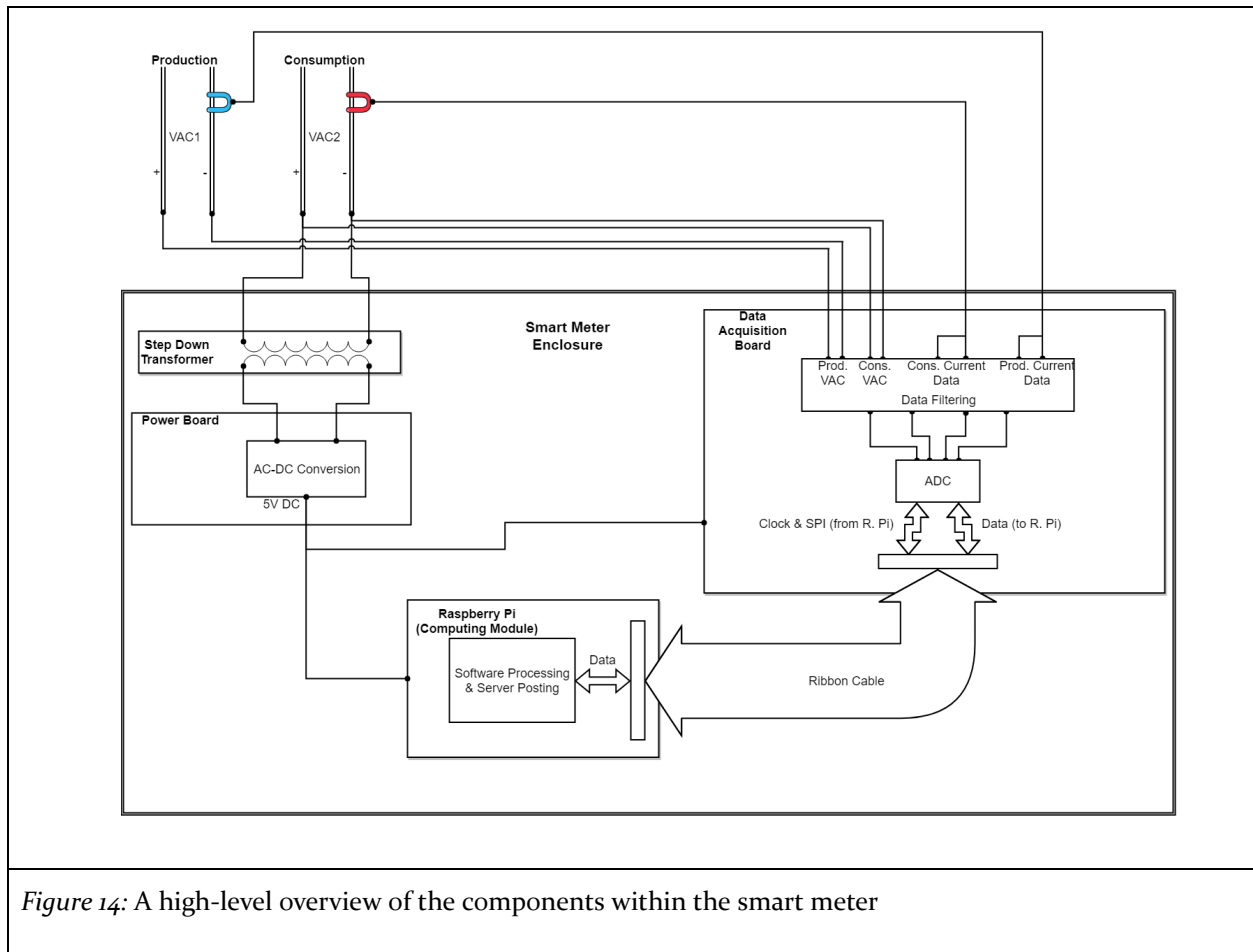 Production
Consumption
VAC1
VAC2
+
-
+
-
Smart Meter
Enclosure
Step Down
Transformer
Power Board
AC-DC Conversion
5V DC
Data
Acquisition
Board
Prod.
VAC
Cons.
VAC
Cons. Current
Data
Prod. Current
Data
Data Filtering
ADC
Clock & SPI (from R. Pi)
Data (to R. Pi)
Raspberry Pi
(Computing Module)
Software Processing
& Server Posting
Data
Ribbon Cable
Figure 14: A high-level overview of the components within the smart meter